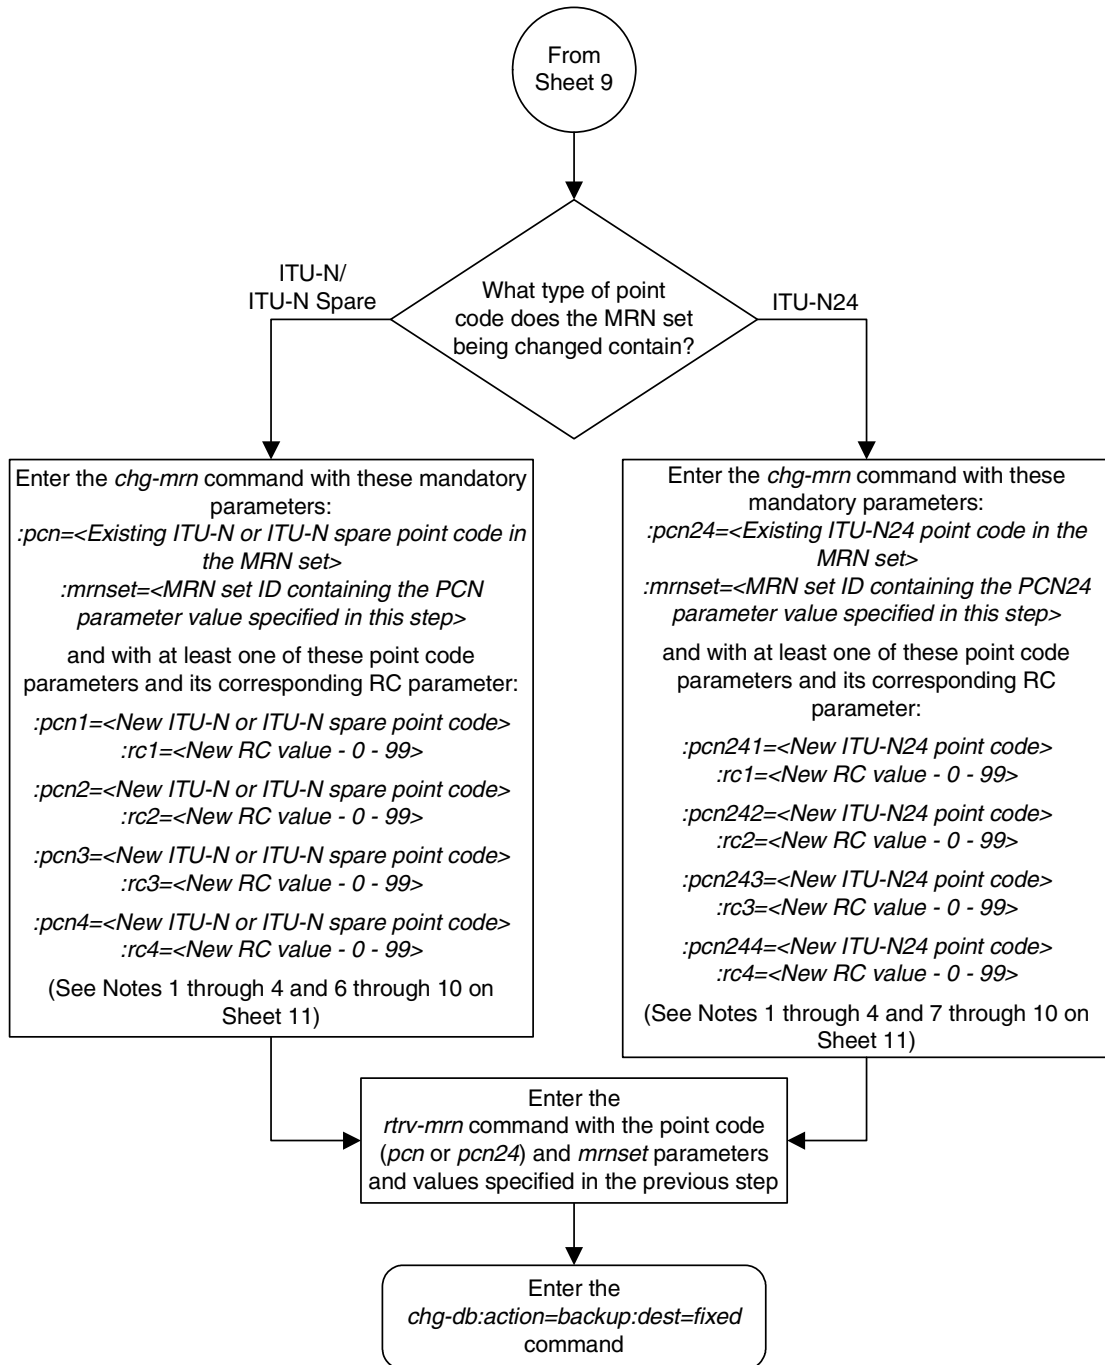 From
Sheet 9
What type of point
code does the MRN set
being changed contain?
ITU-N/
ITU-N Spare
ITU-N24
Enter the chg-mrn command with these mandatory
parameters:
:pcn=<Existing ITU-N or ITU-N spare point code in
the MRN set>
:mrnset=<MRN set ID containing the PCN
parameter value specified in this step>
and with at least one of these point code
parameters and its corresponding RC parameter:
:pcn1=<New ITU-N or ITU-N spare point code>
:rc1=<New RC value - 0 - 99>
:pcn2=<New ITU-N or ITU-N spare point code>
:rc2=<New RC value - 0 - 99>
:pcn3=<New ITU-N or ITU-N spare point code>
:rc3=<New RC value - 0 - 99>
:pcn4=<New ITU-N or ITU-N spare point code>
:rc4=<New RC value - 0 - 99>
(See Notes 1 through 4 and 6 through 10 on
Sheet 11)
Enter the chg-mrn command with these
mandatory parameters:
:pcn24=<Existing ITU-N24 point code in the
MRN set>
:mrnset=<MRN set ID containing the PCN24
parameter value specified in this step>
and with at least one of these point code
parameters and its corresponding RC
parameter:
:pcn241=<New ITU-N24 point code>
:rc1=<New RC value - 0 - 99>
:pcn242=<New ITU-N24 point code>
:rc2=<New RC value - 0 - 99>
:pcn243=<New ITU-N24 point code>
:rc3=<New RC value - 0 - 99>
:pcn244=<New ITU-N24 point code>
:rc4=<New RC value - 0 - 99>
(See Notes 1 through 4 and 7 through 10 on
Sheet 11)
Enter the
rtrv-mrn command with the point code
(pcn or pcn24) and mrnset parameters
and values specified in the previous step
Enter the
chg-db:action=backup:dest=fixed
command